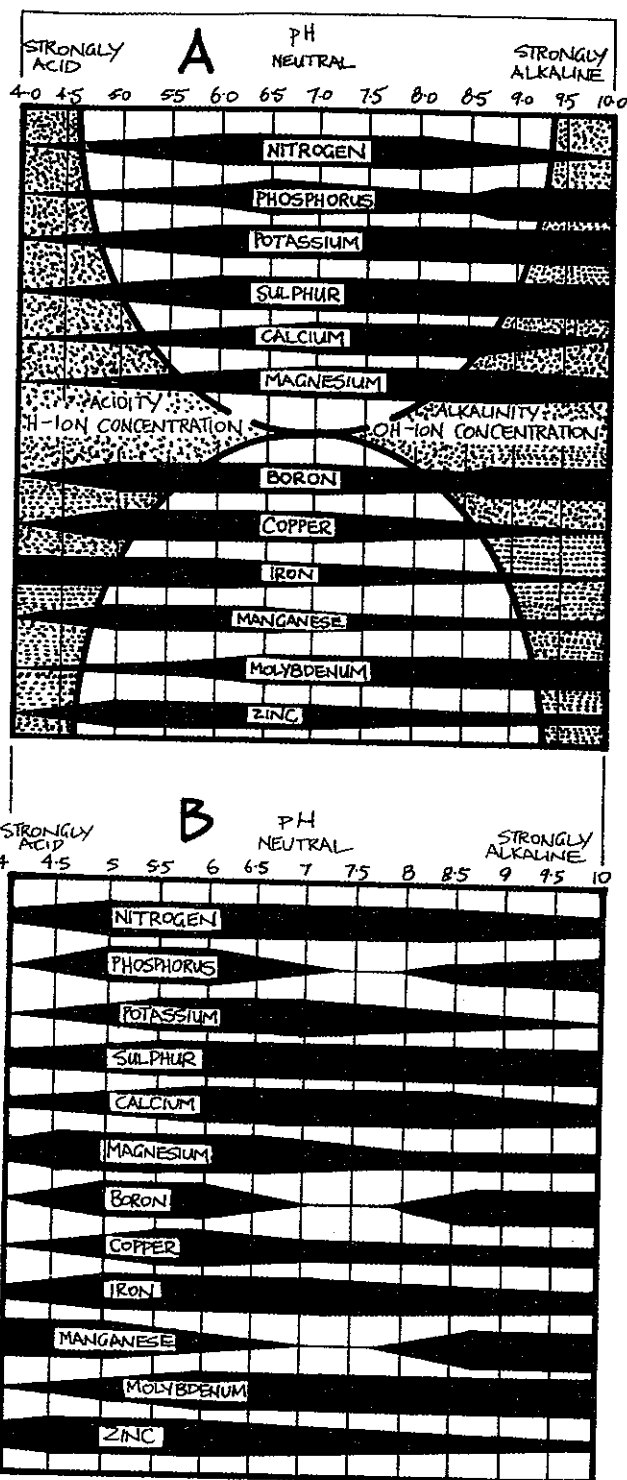 A
pH
STRONGLY ACID
NEUTRAL
STRONGLY ALKALINE
4.0 4.5 5.0 5.5 6.0 6.5 7.0 7.5 8.0 8.5 9.0 9.5 10.0
NITROGEN
PHOSPHORUS
POTASSIUM
SULPHUR
CALCIUM
MAGNESIUM
ACIDITY
H-ION CONCENTRATION
ALKALINITY
OH-ION CONCENTRATION
BORON
COPPER
IRON
MANGANESE
MOLYBDENUM
ZINC
B
pH
STRONGLY ACID
NEUTRAL
STRONGLY ALKALINE
4 4.5 5 5.5 6 6.5 7 7.5 8 8.5 9 9.5 10
NITROGEN
PHOSPHORUS
POTASSIUM
SULPHUR
CALCIUM
MAGNESIUM
BORON
COPPER
IRON
MANGANESE
MOLYBDENUM
ZINC